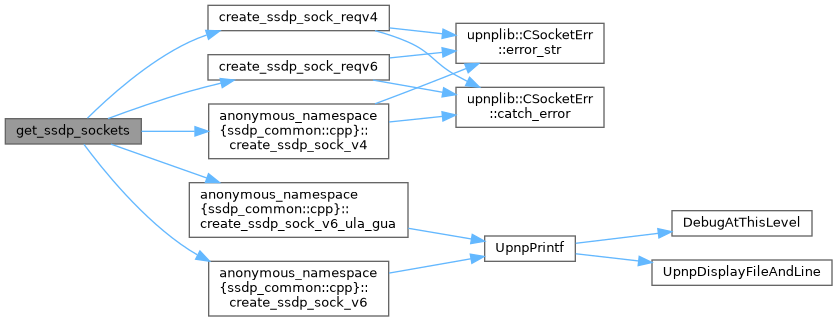 get_ssdp_sockets
create_ssdp_sock_reqv4
create_ssdp_sock_reqv6
anonymous_namespace
{ssdp_common::cpp}::
create_ssdp_sock_v4
anonymous_namespace
{ssdp_common::cpp}::
create_ssdp_sock_v6_ula_gua
anonymous_namespace
{ssdp_common::cpp}::
create_ssdp_sock_v6
upnplib::CSocketErr
::error_str
upnplib::CSocketErr
::catch_error
UpnpPrintf
DebugAtThisLevel
UpnpDisplayFileAndLine